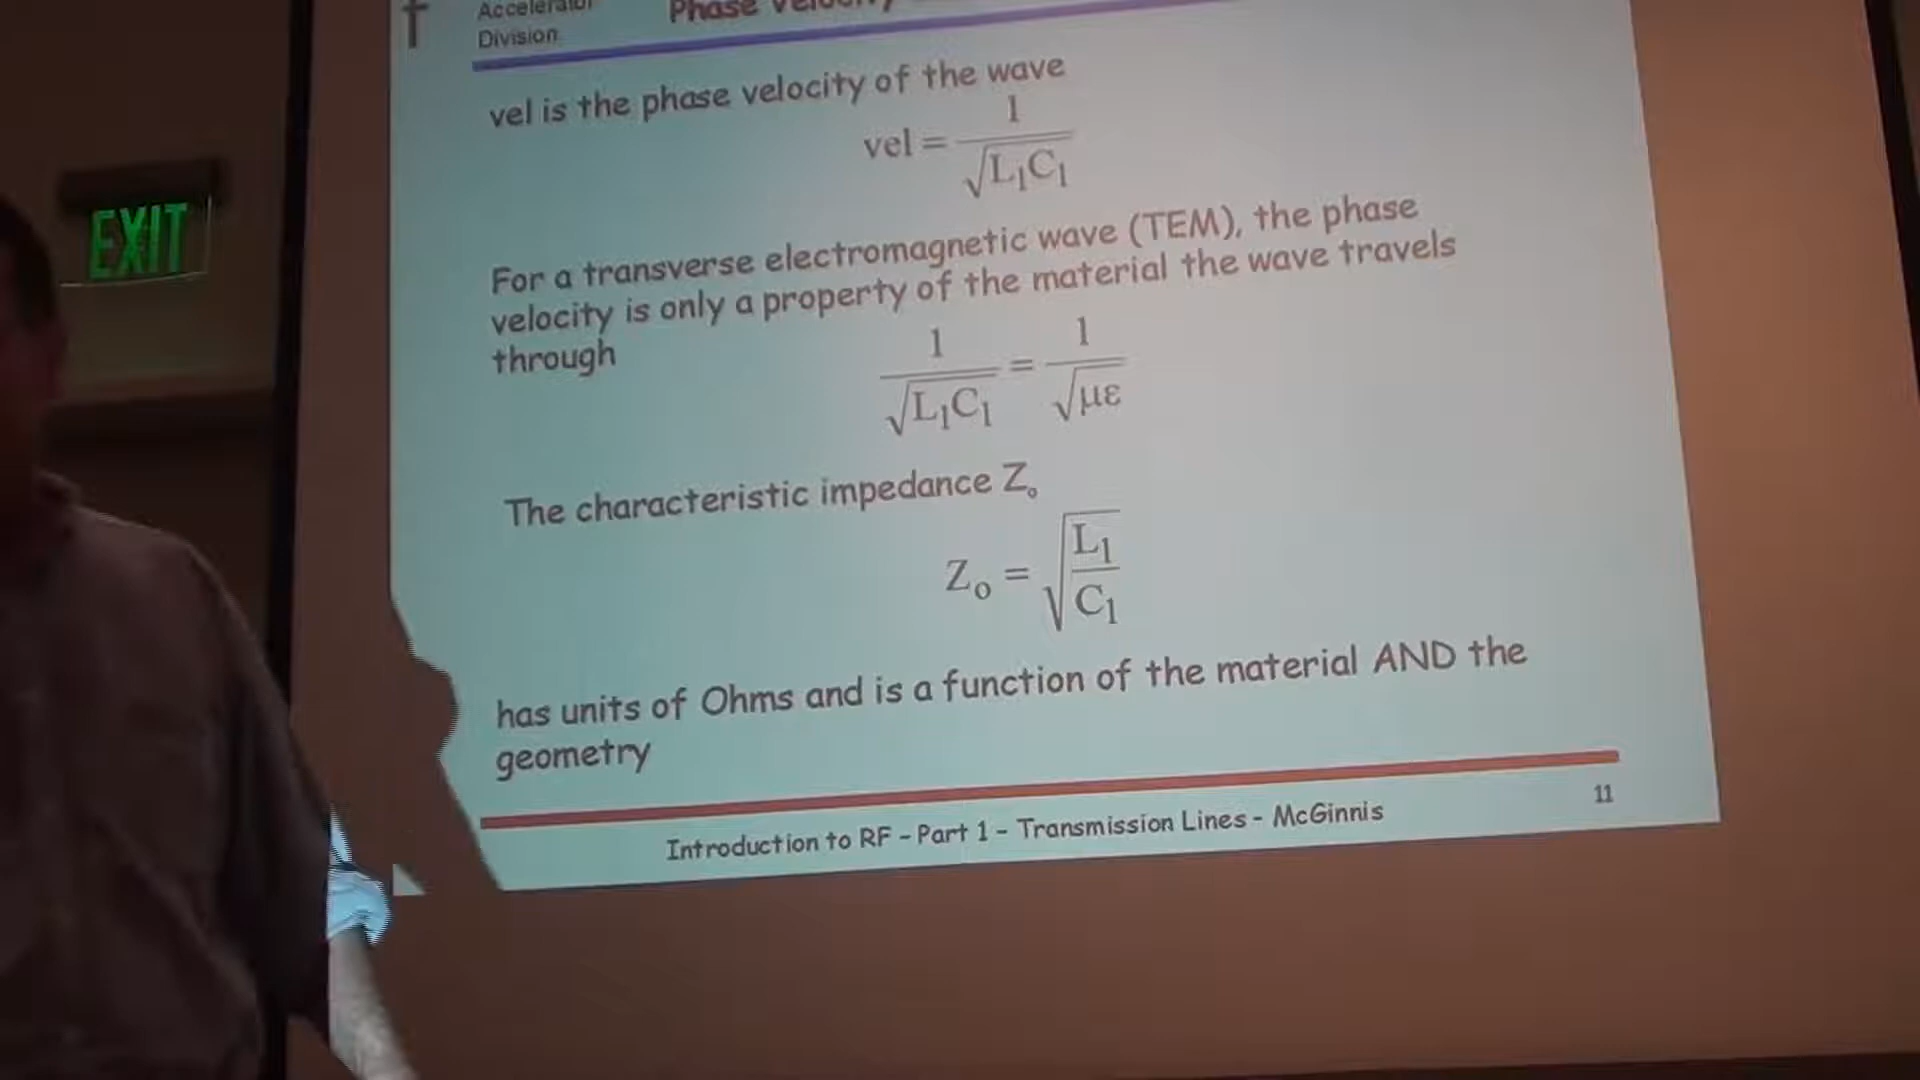 Accelerator
Division
Phase Velocity
EXIT
vel is the phase velocity of the wave
vel = 1/√L₁C₁
For a transverse electromagnetic wave (TEM), the phase
velocity is only a property of the material the wave travels
through
1/√L₁C₁ = 1/√με
The characteristic impedance Zₒ
Zₒ = √L₁/C₁
has units of Ohms and is a function of the material AND the
geometry
Introduction to RF - Part 1 - Transmission Lines - McGinnis
11